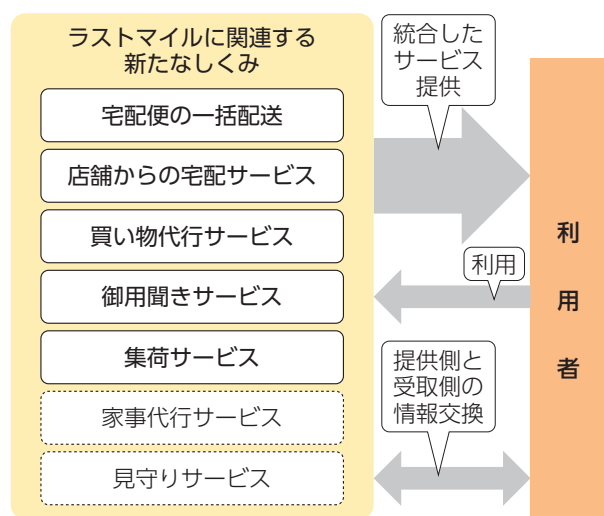 ラストマイルに関連する
新たなしくみ
宅配便の一括配送
店舗からの宅配サービス
買い物代行サービス
御用聞きサービス
集荷サービス
家事代行サービス
見守りサービス
統合した
サービス
提供
利用
提供側と
受取側の
情報交換
利用者